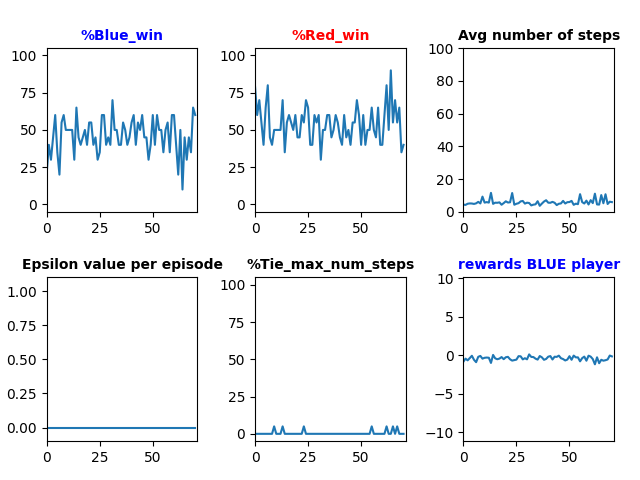 %Blue_win %Red_win Avg number of steps
100 100 100
75 75 80
50 50 60
25 25 40
0 0 20
0
0 25 50 0 25 50 0 25 50
Epsilon value per episode %Tie_max_num_steps rewards BLUE player
1.00 100 10
0.75 75 5
0.50 50 0
0.25 25 −5
0.00 0 −10
0 25 50 0 25 50 0 25 50